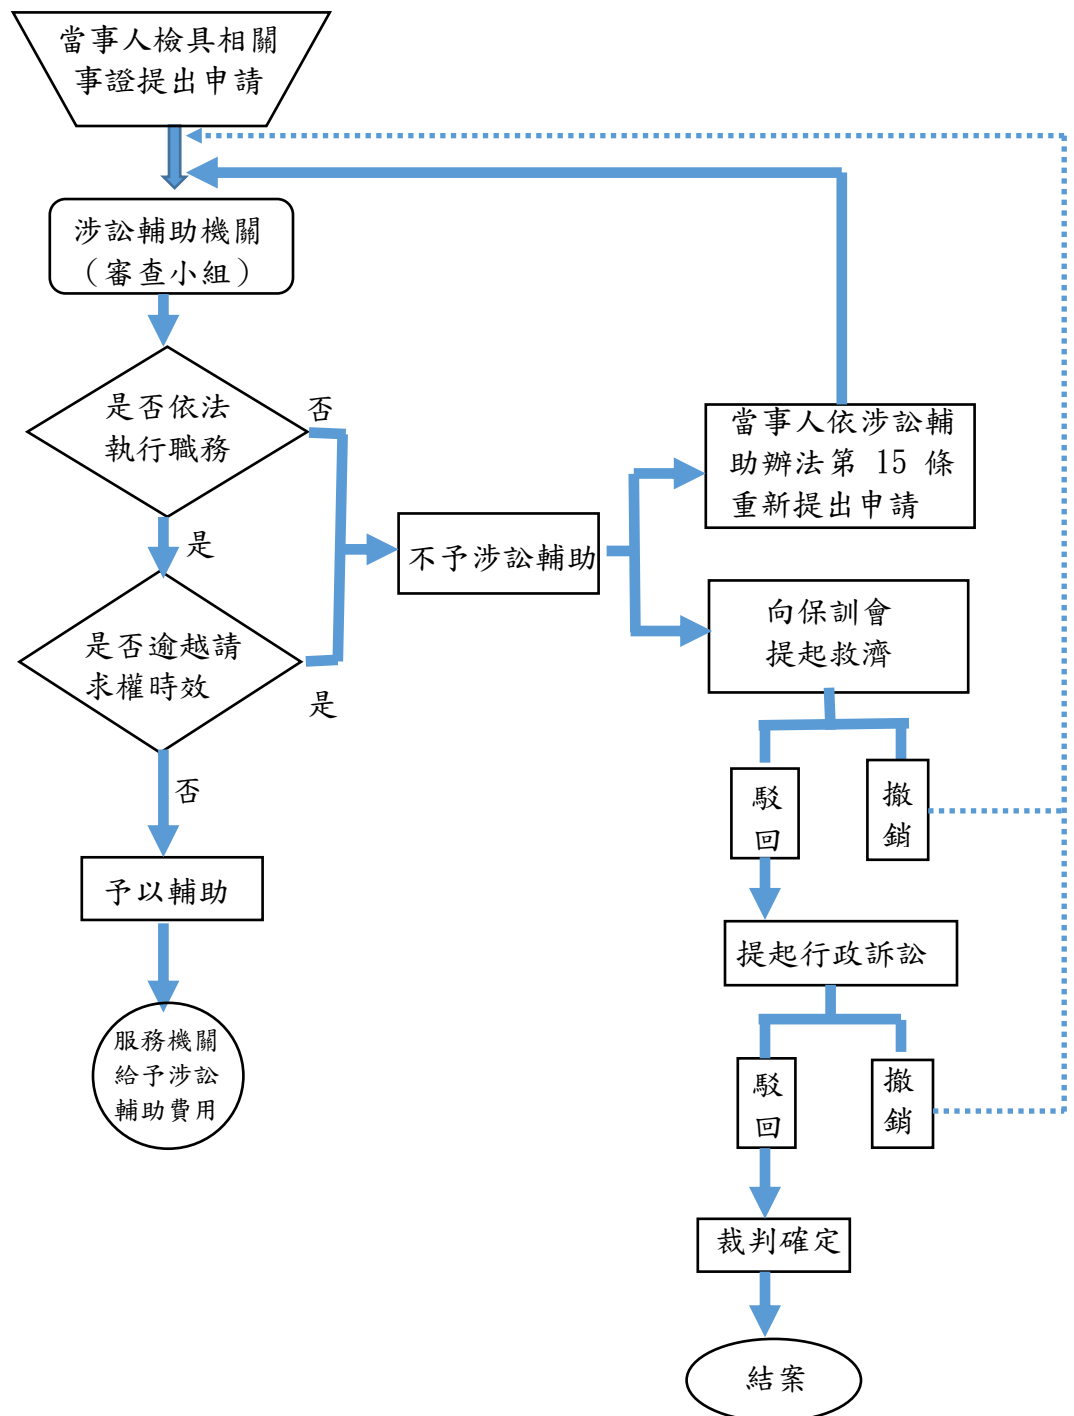 當事人檢具相關
事證提出申請
涉訟輔助機關
（審查小組）
是否依法
執行職務
否
是
是否逾越請
求權時效
是
否
予以輔助
服務機關
給予涉訟
輔助費用
不予涉訟輔助
當事人依涉訟輔
助辦法第 15 條
重新提出申請
向保訓會
提起救濟
駁
回
撤
銷
提起行政訴訟
駁
回
撤
銷
裁判確定
結案